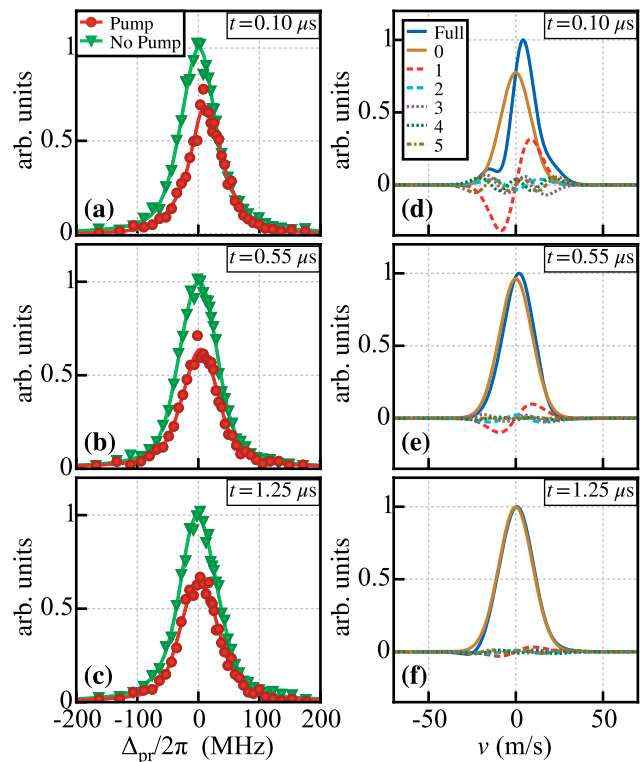 Pump
No Pump
t=0.10 μs
arb. units
1
0.5
0
(a)
t=0.10 μs
Full
0
1
2
3
4
5
arb. units
1
0.5
0
(d)
t=0.55 μs
arb. units
1
0.5
0
(b)
t=0.55 μs
arb. units
1
0.5
0
(e)
t=1.25 μs
arb. units
1
0.5
0
(c)
-200 -100 0 100 200
Δpr/2π (MHz)
t=1.25 μs
arb. units
1
0.5
0
(f)
-50 0 50
v (m/s)